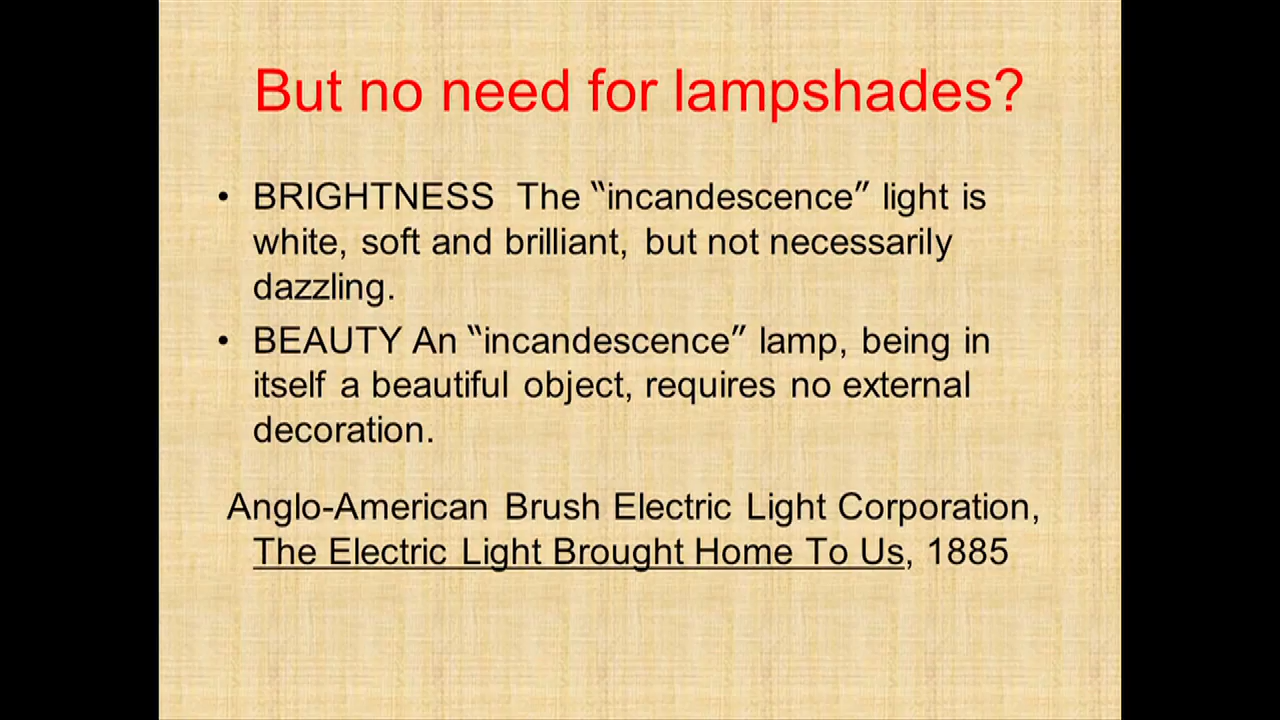 But no need for lampshades?
• BRIGHTNESS The “incandescence” light is
white, soft and brilliant, but not necessarily
dazzling.
• BEAUTY An “incandescence” lamp, being in
itself a beautiful object, requires no external
decoration.
Anglo-American Brush Electric Light Corporation,
The Electric Light Brought Home To Us, 1885